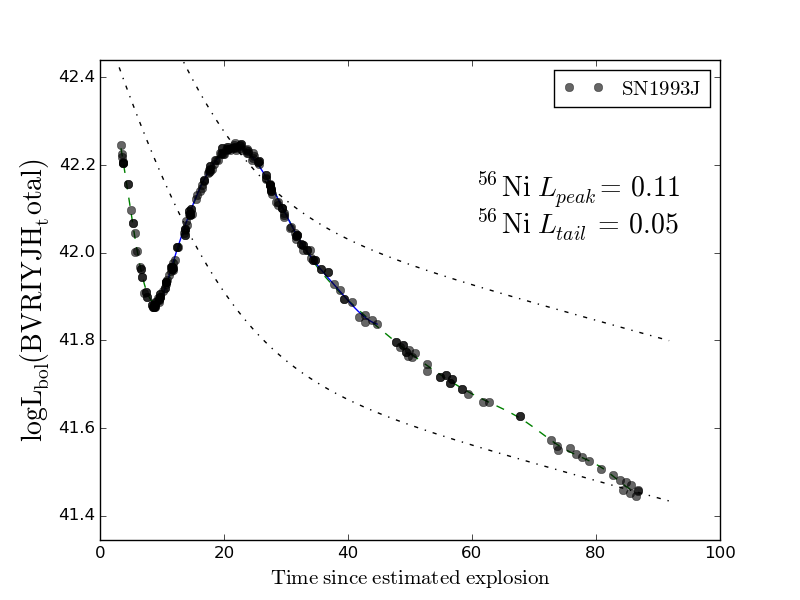 SN1993J
⁵⁶Ni L_peak = 0.11
⁵⁶Ni L_tail = 0.05
logL_bol(BVRIYJH_total)
42.4
42.2
42.0
41.8
41.6
41.4
0 20 40 60 80 100
Time since estimated explosion